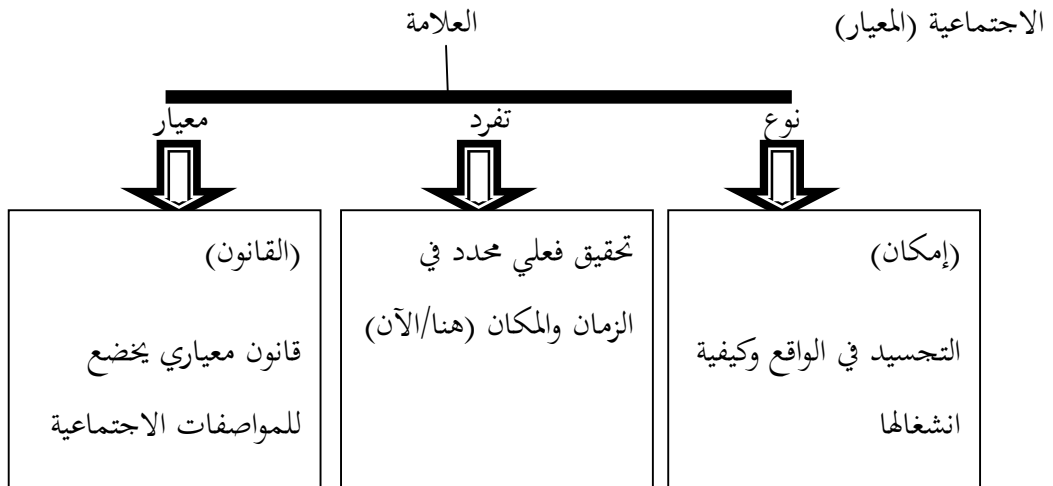 الاجتماعية (المعيار)
العلامة
نوع
تفرد
معيار
(إمكان)
التجسيد في الواقع وكيفية
انشغالها
تحقيق فعلي محدد في
الزمان والمكان (هنا/الآن)
(القانون)
قانون معياري يخضع
للمواصفات الاجتماعية